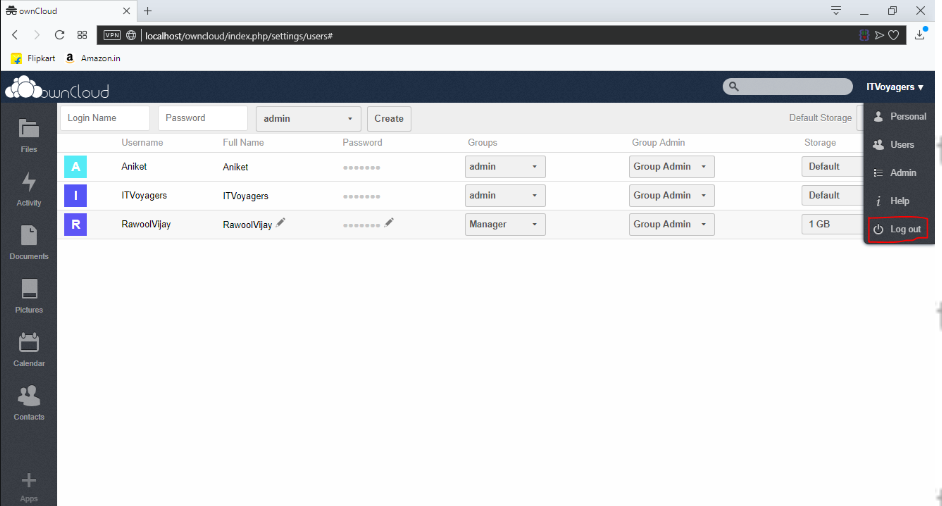 ownCloud
VPN localhost/owncloud/index.php/settings/users#
Flipkart a Amazon.in
ownCloud ITVoyagers ▾
Login Name Password admin Create Default Storage
Username Full Name Password Groups Group Admin Storage
A Aniket Aniket admin Group Admin Default
I ITVoyagers ITVoyagers admin Group Admin Default
R RawoolVijay RawoolVijay Manager Group Admin 1 GB
Personal
Users
Admin
i Help
Log out
Files
Activity
Documents
Pictures
Calendar
Contacts
Apps